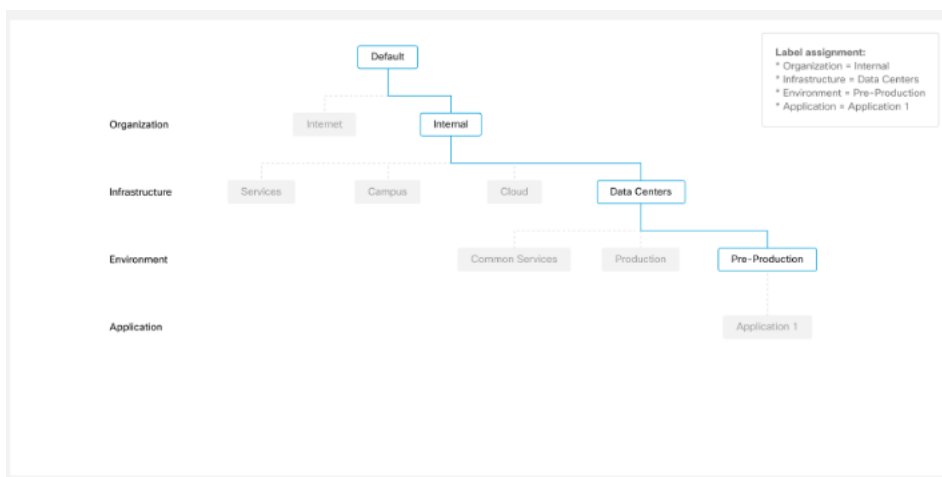 Default
Label assignment:
* Organization = Internal
* Infrastructure = Data Centers
* Environment = Pre-Production
* Application = Application 1
Organization
Internet
Internal
Infrastructure
Services
Campus
Cloud
Data Centers
Environment
Common Services
Production
Pre-Production
Application
Application 1